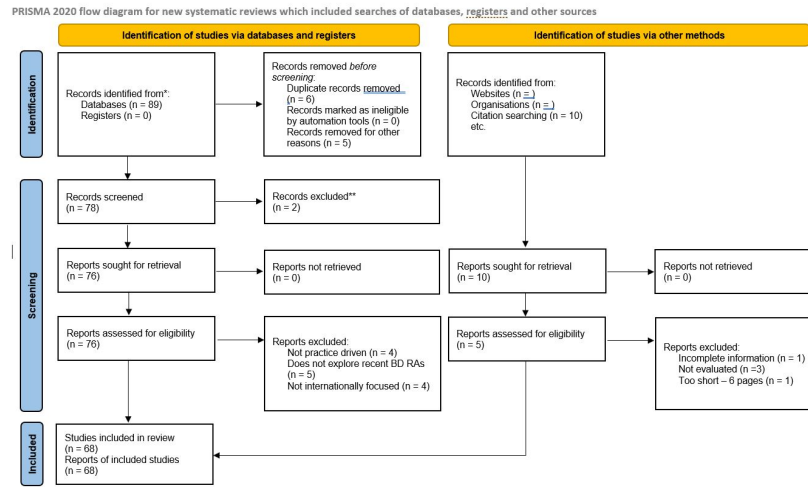 PRISMA 2020 flow diagram for new systematic reviews which included searches of databases, registers and other sources
Identification of studies via databases and registers
Identification of studies via other methods
Identification
Records identified from*:
Databases (n = 89)
Registers (n = 0)
Records removed before
screening:
Duplicate records removed
(n = 6)
Records marked as ineligible
by automation tools (n = 0)
Records removed for other
reasons (n = 5)
Records identified from:
Websites (n = )
Organisations (n = )
Citation searching (n = 10)
etc.
Screening
Records screened
(n = 78)
Records excluded**
(n = 2)
Reports sought for retrieval
(n = 76)
Reports not retrieved
(n = 0)
Reports sought for retrieval
(n = 10)
Reports not retrieved
(n = 0)
Reports assessed for eligibility
(n = 76)
Reports excluded:
Not practice driven (n = 4)
Does not explore recent BD RAs
(n = 5)
Not internationally focused (n = 4)
Reports assessed for eligibility
(n = 5)
Reports excluded:
Incomplete information (n = 1)
Not evaluated (n =3)
Too short – 6 pages (n = 1)
Included
Studies included in review
(n = 68)
Reports of included studies
(n = 68)